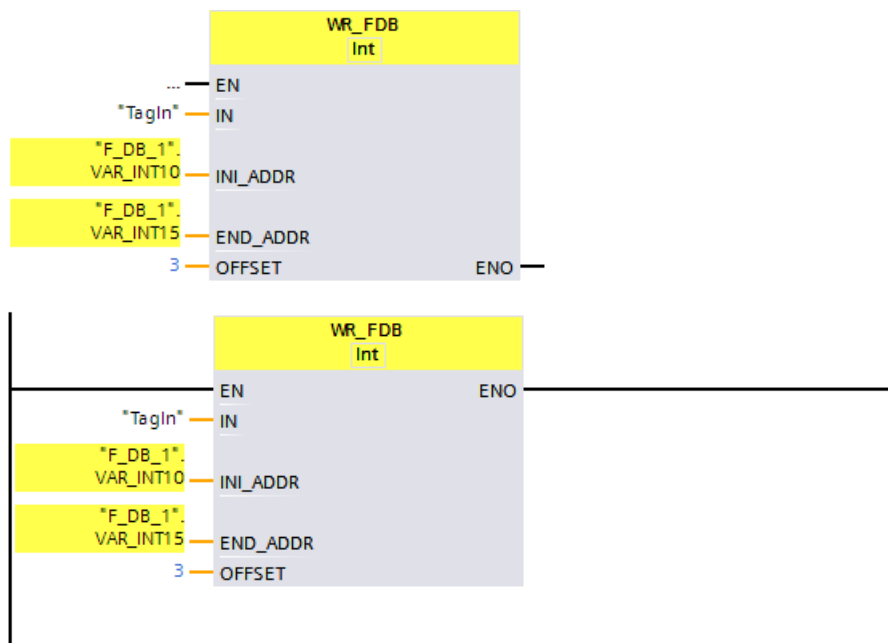 WR_FDB
Int
... EN
"TagIn" IN
"F_DB_1".
VAR_INT10 INI_ADDR
"F_DB_1".
VAR_INT15 END_ADDR
3 OFFSET ENO
WR_FDB
Int
EN ENO
"TagIn" IN
"F_DB_1".
VAR_INT10 INI_ADDR
"F_DB_1".
VAR_INT15 END_ADDR
3 OFFSET